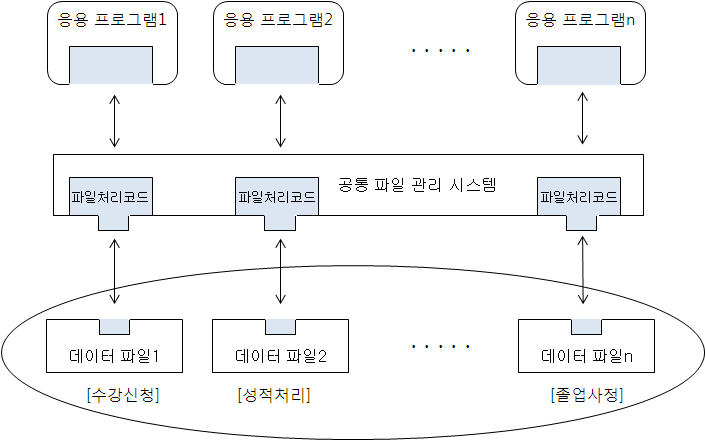 응용 프로그램1
응용 프로그램2
. . . . .
응용 프로그램n
공통 파일 관리 시스템
파일처리코드
파일처리코드
파일처리코드
데이터 파일1
데이터 파일2
. . . . .
데이터 파일n
[수강신청]
[성적처리]
[졸업사정]